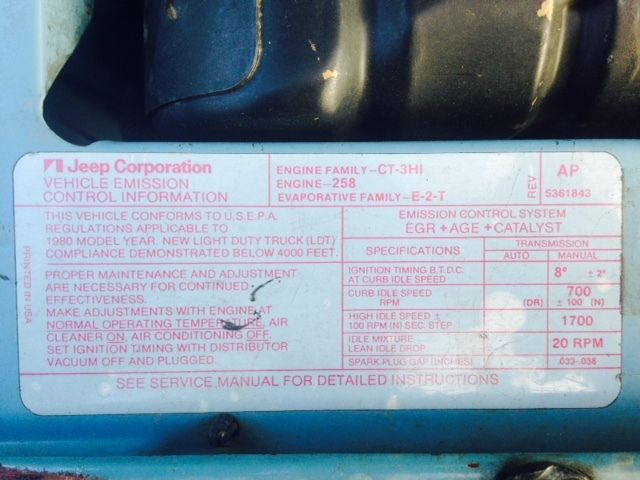 Jeep Corporation
VEHICLE EMISSION
CONTROL INFORMATION
ENGINE FAMILY—CT-3HI
ENGINE—258
EVAPORATIVE FAMILY—E-2-T
REV.
AP
5361843
THIS VEHICLE CONFORMS TO U.S.E.P.A.
REGULATIONS APPLICABLE TO
1980 MODEL YEAR. NEW LIGHT DUTY TRUCK (LDT)
COMPLIANCE DEMONSTRATED BELOW 4000 FEET.
PROPER MAINTENANCE AND ADJUSTMENT
ARE NECESSARY FOR CONTINUED
EFFECTIVENESS.
MAKE ADJUSTMENTS WITH ENGINE AT
NORMAL OPERATING TEMPERATURE, AIR
CLEANER ON, AIR CONDITIONING OFF.
SET IGNITION TIMING WITH DISTRIBUTOR
VACUUM OFF AND PLUGGED.
PRINTED IN USA
EMISSION CONTROL SYSTEM
EGR + AGE + CATALYST
SPECIFICATIONS
TRANSMISSION
AUTO MANUAL
IGNITION TIMING B.T.D.C.
AT CURB IDLE SPEED
8° ± 2°
CURB IDLE SPEED
RPM
700
(DR) ± 100 (N)
HIGH IDLE SPEED ±
100 RPM (N) SEC. STEP
1700
IDLE MIXTURE
LEAN IDLE DROP
20 RPM
SPARK PLUG GAP (INCHES) .033-.038
SEE SERVICE MANUAL FOR DETAILED INSTRUCTIONS